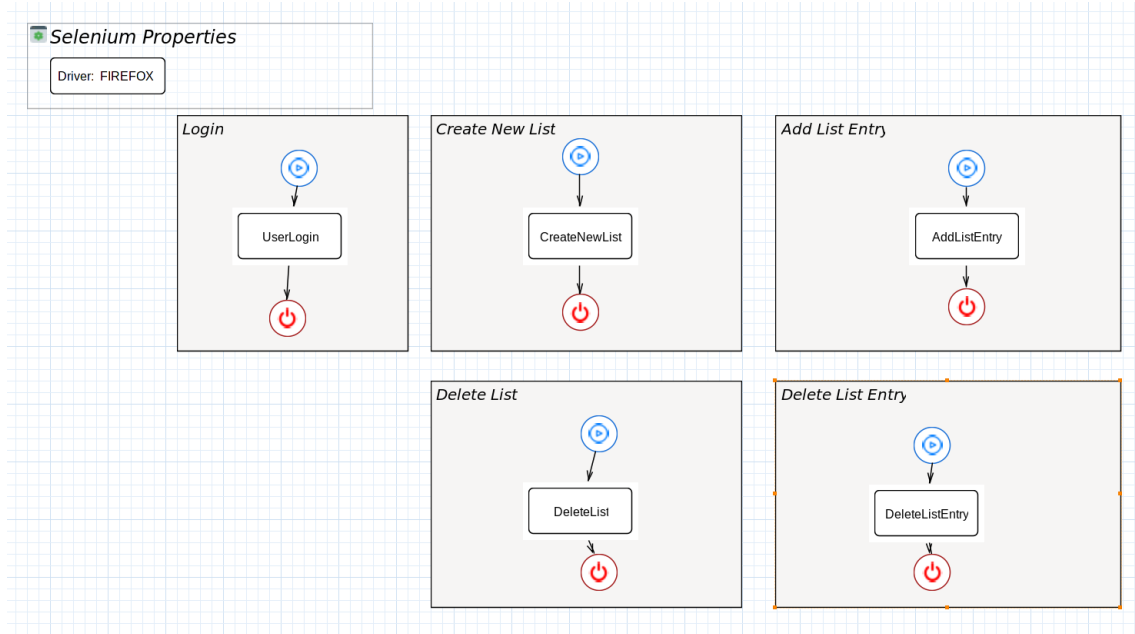 Selenium Properties
Driver: FIREFOX
Login
UserLogin
Create New List
CreateNewList
Add List Entry
AddListEntry
Delete List
DeleteList
Delete List Entry
DeleteListEntry